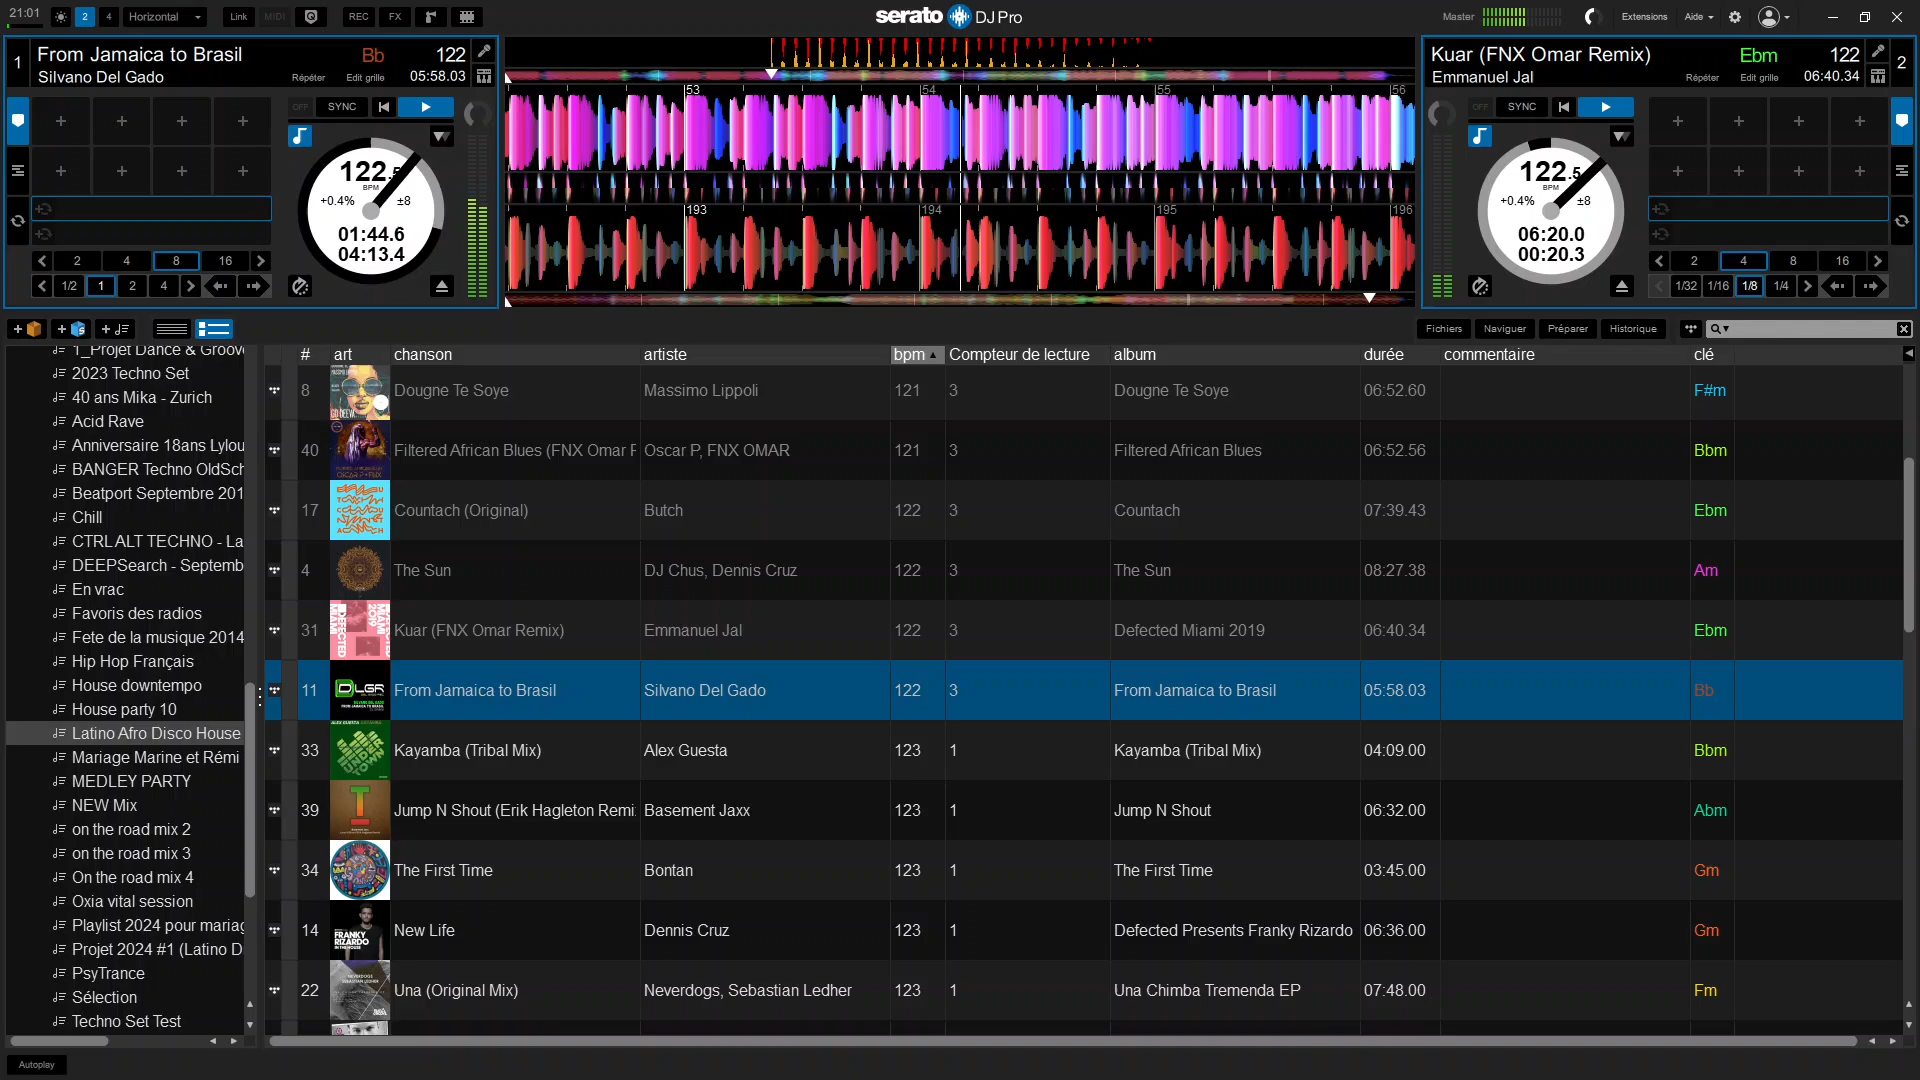 21:01 2 4 Horizontal Link MIDI REC FX serato DJ Pro Master Extensions Aide
1 From Jamaica to Brasil Bb 122
Silvano Del Gado Répéter Edit grille 05:58.03
OFF SYNC
122.5
BPM
+0.4% ±8
01:44.6
04:13.4
2 4 8 16
1/2 1 2 4
53 54 55 56
193 194 195 196
Kuar (FNX Omar Remix) Ebm 122 2
Emmanuel Jal Répéter Edit grille 06:40.34
OFF SYNC
122.5
BPM
+0.4% ±8
06:20.0
00:20.3
2 4 8 16
1/32 1/16 1/8 1/4
Fichiers Naviguer Préparer Historique
1_Projet Dance & Groove
2023 Techno Set
40 ans Mika - Zurich
Acid Rave
Anniversaire 18ans Lylou
BANGER Techno OldSch
Beatport Septembre 201
Chill
CTRL ALT TECHNO - La
DEEPSearch - Septemb
En vrac
Favoris des radios
Fete de la musique 2014
Hip Hop Français
House downtempo
House party 10
Latino Afro Disco House
Mariage Marine et Rémi
MEDLEY PARTY
NEW Mix
on the road mix 2
on the road mix 3
On the road mix 4
Oxia vital session
Playlist 2024 pour mariag
Projet 2024 #1 (Latino D
PsyTrance
Sélection
Techno Set Test
# art chanson artiste bpm Compteur de lecture album durée commentaire clé
8 Dougne Te Soye Massimo Lippoli 121 3 Dougne Te Soye 06:52.60 F#m
40 Filtered African Blues (FNX Omar F Oscar P, FNX OMAR 121 3 Filtered African Blues 06:52.56 Bbm
17 Countach (Original) Butch 122 3 Countach 07:39.43 Ebm
4 The Sun DJ Chus, Dennis Cruz 122 3 The Sun 08:27.38 Am
31 Kuar (FNX Omar Remix) Emmanuel Jal 122 3 Defected Miami 2019 06:40.34 Ebm
11 From Jamaica to Brasil Silvano Del Gado 122 3 From Jamaica to Brasil 05:58.03 Bb
33 Kayamba (Tribal Mix) Alex Guesta 123 1 Kayamba (Tribal Mix) 04:09.00 Bbm
39 Jump N Shout (Erik Hagleton Remi Basement Jaxx 123 1 Jump N Shout 06:32.00 Abm
34 The First Time Bontan 123 1 The First Time 03:45.00 Gm
14 FRANKY RIZARDO New Life Dennis Cruz 123 1 Defected Presents Franky Rizardo 06:36.00 Gm
22 Una (Original Mix) Neverdogs, Sebastian Ledher 123 1 Una Chimba Tremenda EP 07:48.00 Fm
Autoplay